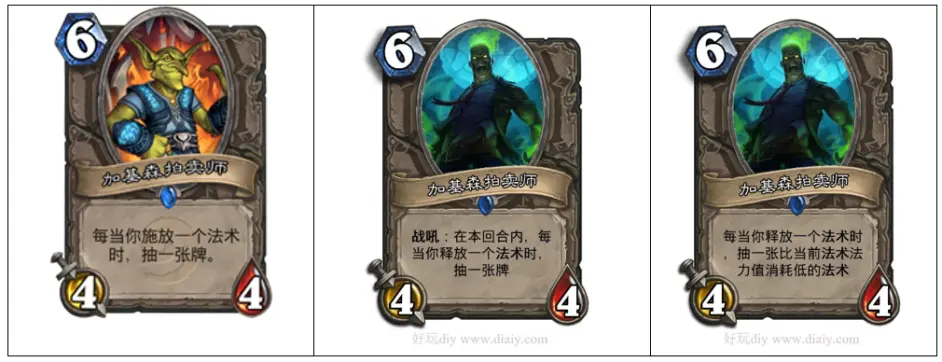 6
加基森拍卖师
每当你施放一个法术
时，抽一张牌。
4
4
6
加基森拍卖师
战吼：在本回合内，每
当你释放一个法术时，
抽一张牌
4
4
好玩diy www.diaiy.com
6
加基森拍卖师
每当你释放一个法术时
，抽一张比当前法术法
力值消耗低的法术
4
4
好玩diy www.diaiy.com